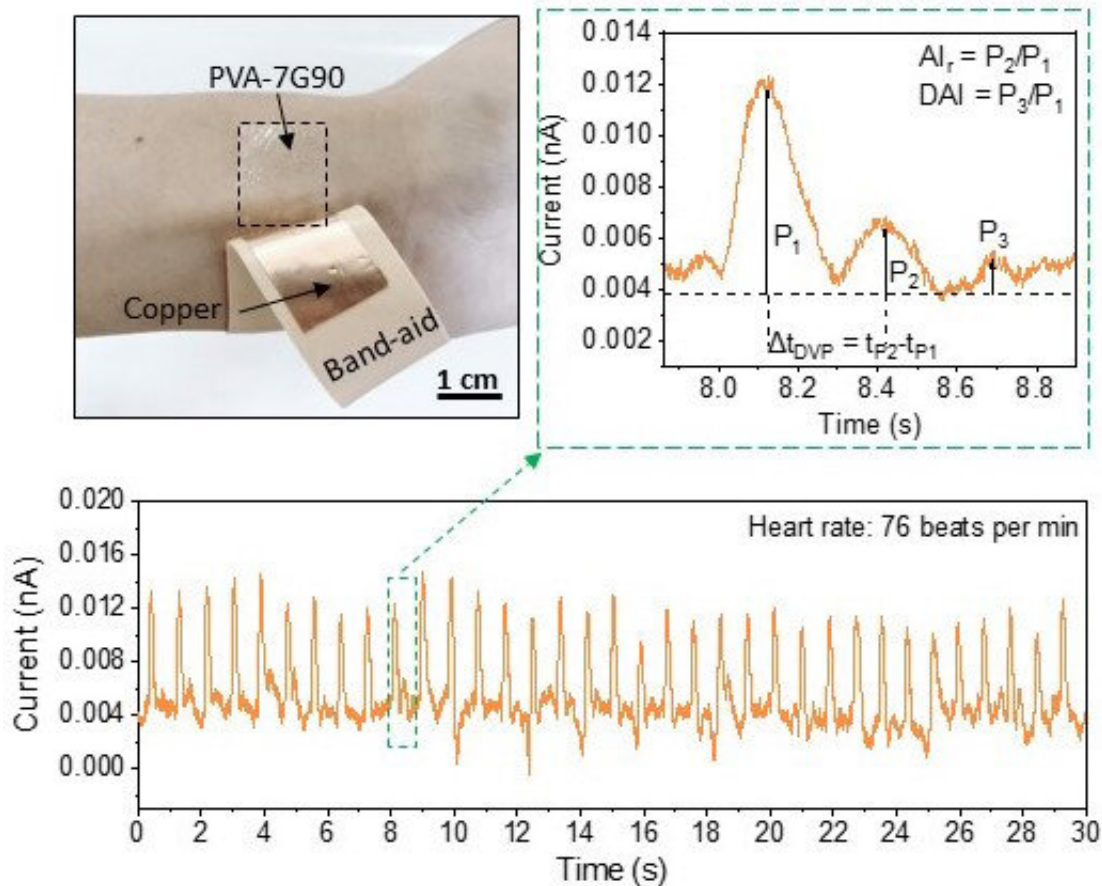 PVA-7G90
Copper
Band-aid
1 cm
0.014
0.012
0.010
0.008
0.006
0.004
0.002
Current (nA)
AIᵣ = P₂/P₁
DAI = P₃/P₁
P₁
P₂
P₃
Δt_DVP = t_P2-t_P1
8.0 8.2 8.4 8.6 8.8
Time (s)
0.020
0.016
0.012
0.008
0.004
0.000
Current (nA)
Heart rate: 76 beats per min
0 2 4 6 8 10 12 14 16 18 20 22 24 26 28 30
Time (s)